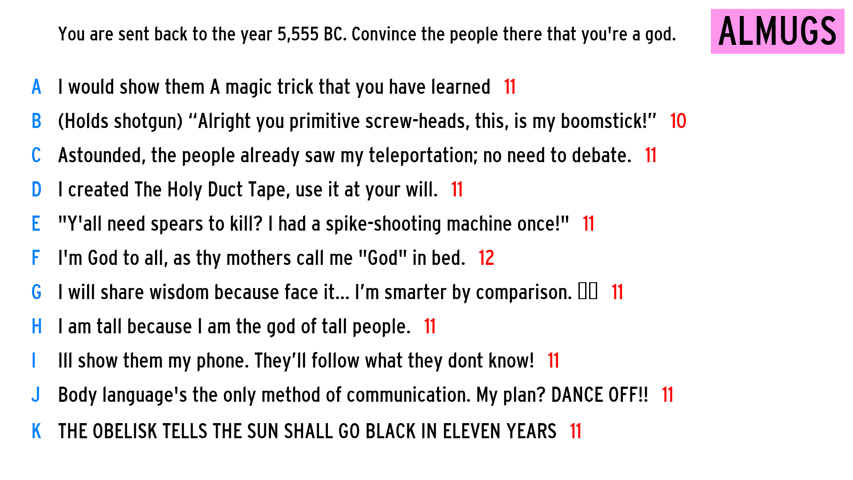 You are sent back to the year 5,555 BC. Convince the people there that you're a god.
ALMUGS
A I would show them A magic trick that you have learned 11
B (Holds shotgun) “Alright you primitive screw-heads, this, is my boomstick!” 10
C Astounded, the people already saw my teleportation; no need to debate. 11
D I created The Holy Duct Tape, use it at your will. 11
E "Y'all need spears to kill? I had a spike-shooting machine once!" 11
F I'm God to all, as thy mothers call me "God" in bed. 12
G I will share wisdom because face it... I’m smarter by comparison. 11
H I am tall because I am the god of tall people. 11
I Ill show them my phone. They’ll follow what they dont know! 11
J Body language's the only method of communication. My plan? DANCE OFF!! 11
K THE OBELISK TELLS THE SUN SHALL GO BLACK IN ELEVEN YEARS 11